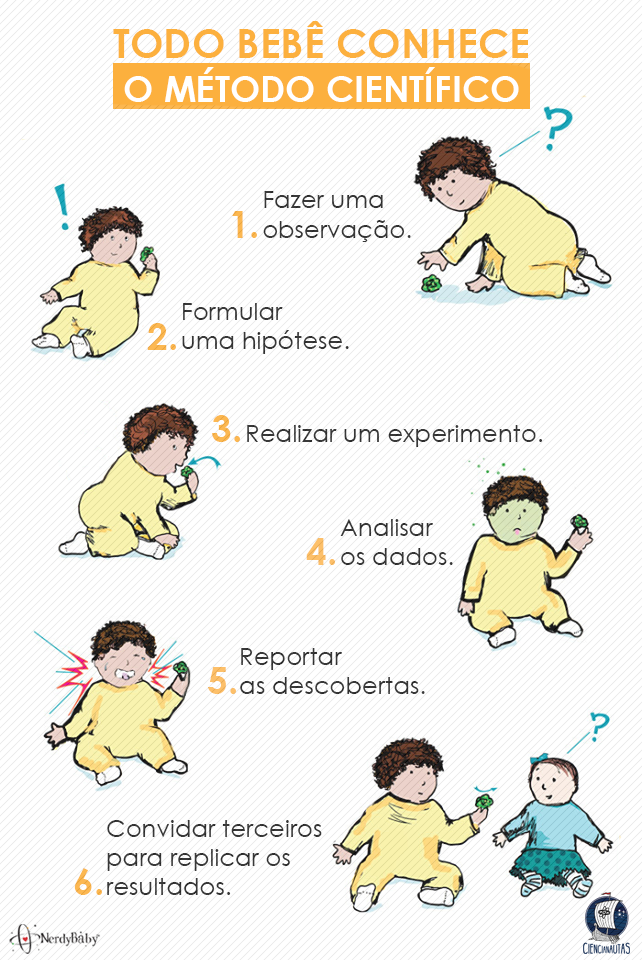 TODO BEBÊ CONHECE
O MÉTODO CIENTÍFICO
?
!
1. Fazer uma
observação.
2. Formular
uma hipótese.
3. Realizar um experimento.
4. Analisar
os dados.
5. Reportar
as descobertas.
?
6. Convidar terceiros
para replicar os
resultados.
NerdyBaby®
CIENCIANAUTAS